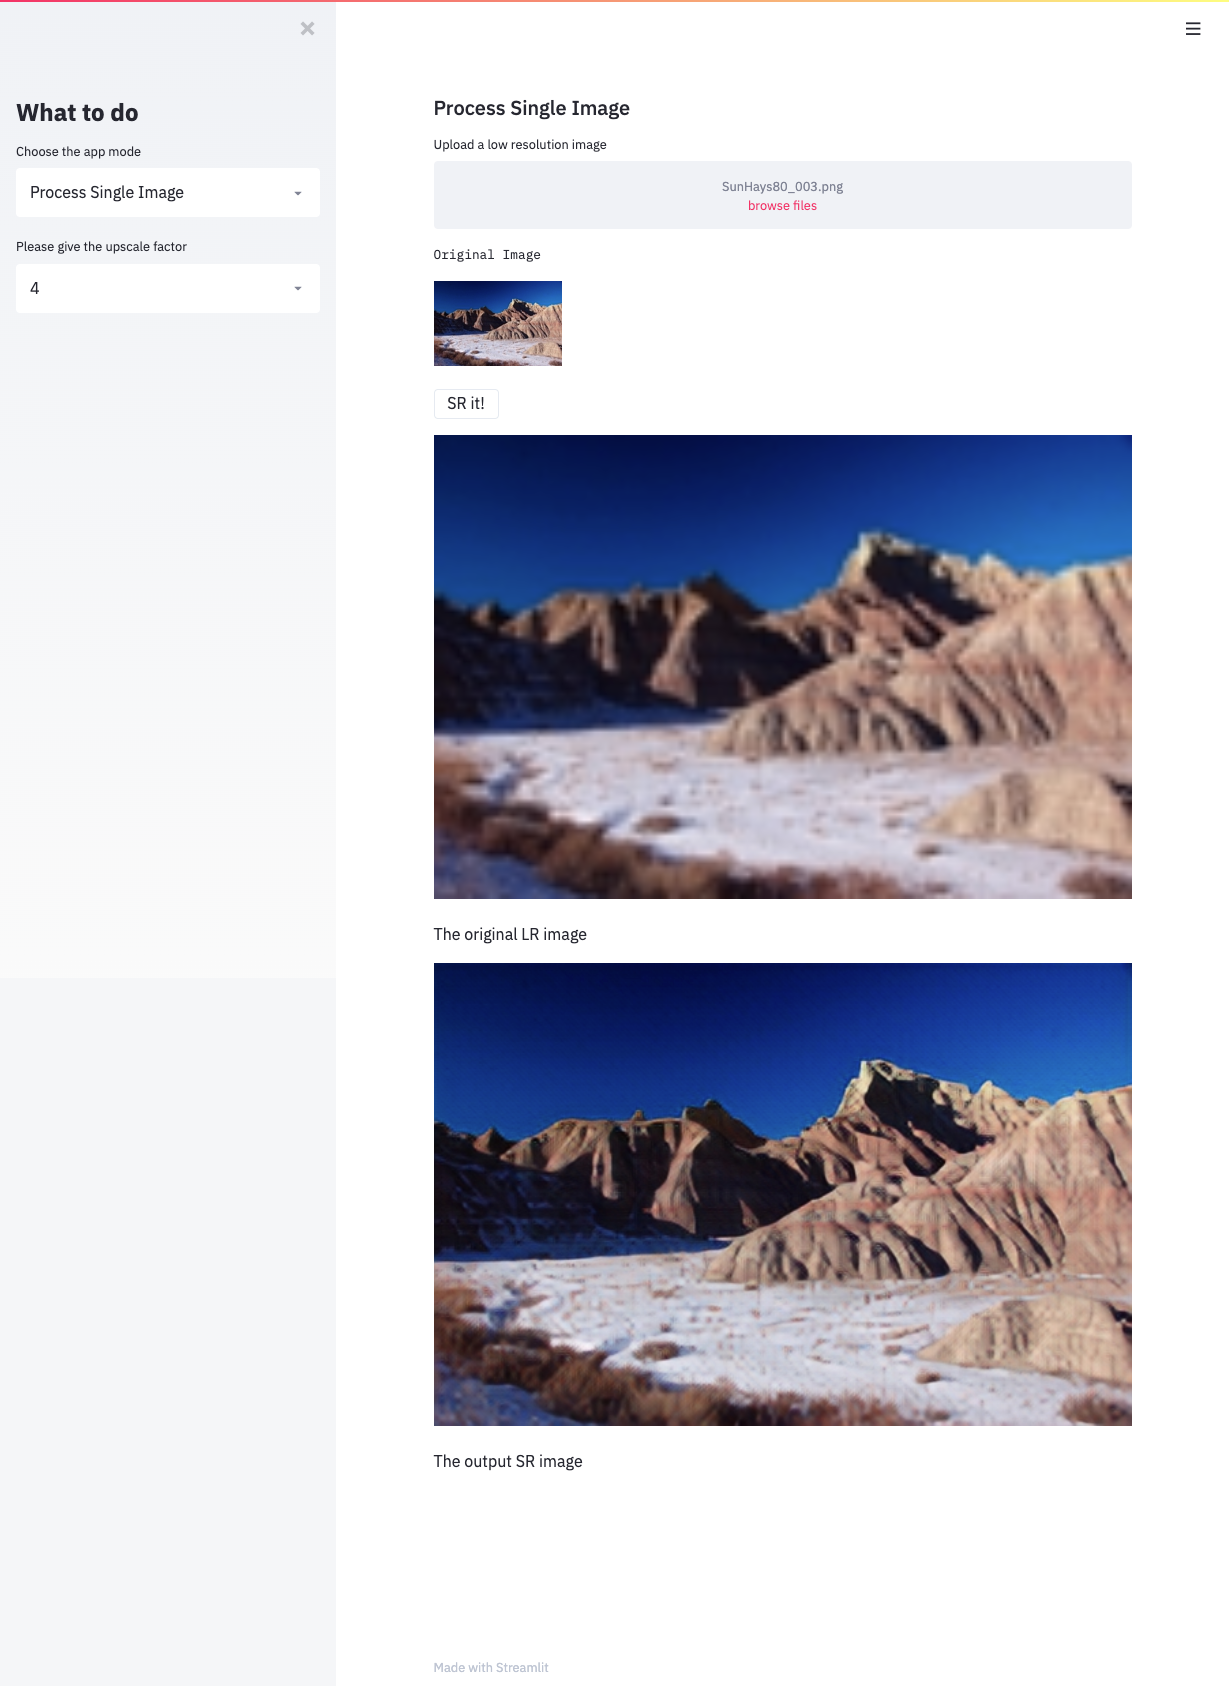 What to do
Choose the app mode
Process Single Image
Please give the upscale factor
4
Process Single Image
Upload a low resolution image
SunHays80_003.png
browse files
Original Image
SR it!
The original LR image
The output SR image
Made with Streamlit